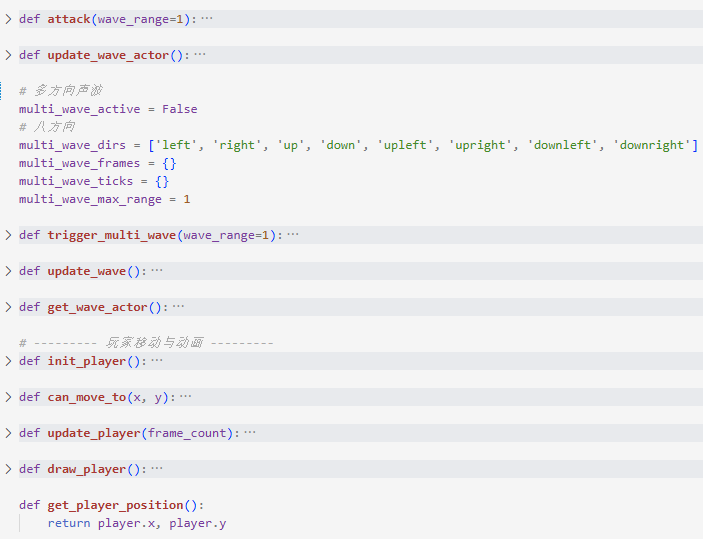 def attack(wave_range=1):···
def update_wave_actor():···
# 多方向声波
multi_wave_active = False
# 八方向
multi_wave_dirs = ['left', 'right', 'up', 'down', 'upleft', 'upright', 'downleft', 'downright']
multi_wave_frames = {}
multi_wave_ticks = {}
multi_wave_max_range = 1
def trigger_multi_wave(wave_range=1):···
def update_wave():···
def get_wave_actor():···
# --------- 玩家移动与动画 ---------
def init_player():···
def can_move_to(x, y):···
def update_player(frame_count):···
def draw_player():···
def get_player_position():
return player.x, player.y